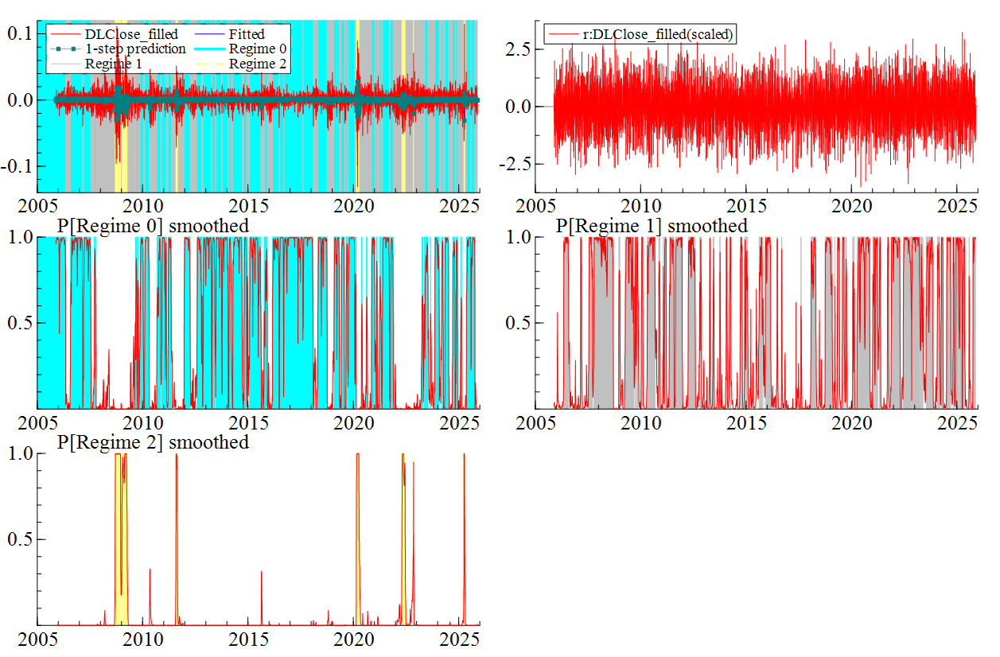 0.1
0.0
-0.1
DLClose_filled Fitted
1-step prediction Regime 0
Regime 1 Regime 2
2005 2010 2015 2020 2025
r:DLClose_filled(scaled)
2.5
0.0
-2.5
2005 2010 2015 2020 2025
P[Regime 0] smoothed
1.0
0.5
2005 2010 2015 2020 2025
P[Regime 1] smoothed
1.0
0.5
2005 2010 2015 2020 2025
P[Regime 2] smoothed
1.0
0.5
2005 2010 2015 2020 2025